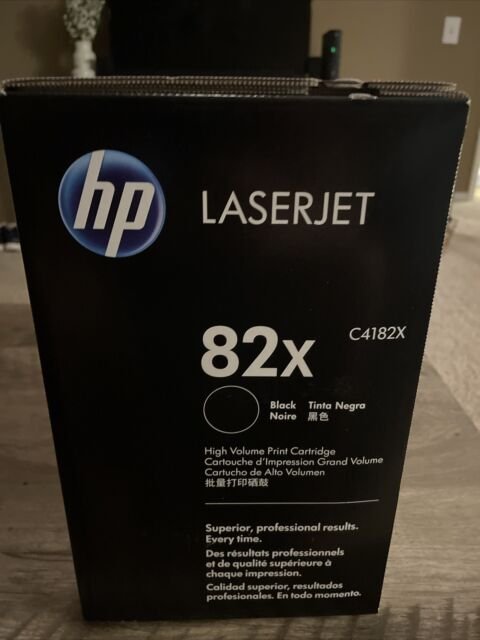 hp
LASERJET
82x
C4182X
Black Tinta Negra
Noire 黑色
High Volume Print Cartridge
Cartouche d'Impression Grand Volume
Cartucho de Alto Volumen
批量打印硒鼓
Superior, professional results.
Every time.
Des résultats professionnels
et de qualité supérieure à
chaque impression.
Calidad superior, resultados
profesionales. En todo momento.